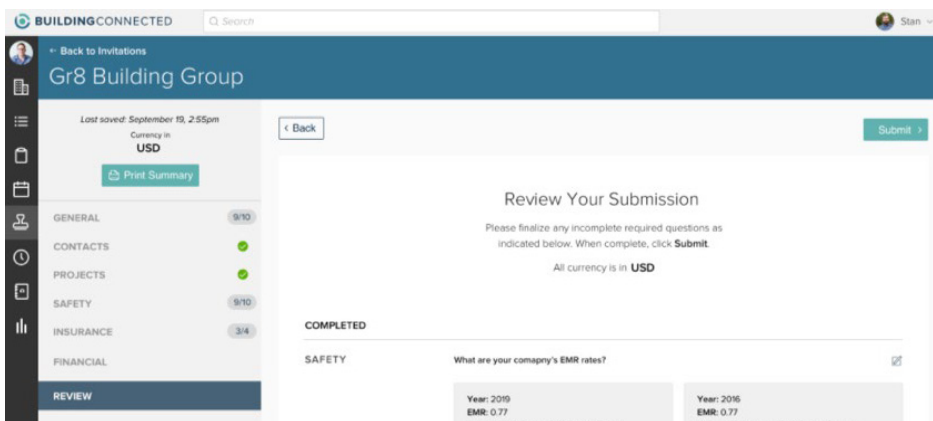 BUILDINGCONNECTED
Search
Stan
← Back to Invitations
Gr8 Building Group
Last saved: September 19, 2:55pm
Currency in
USD
Print Summary
GENERAL 9/10
CONTACTS
PROJECTS
SAFETY 9/10
INSURANCE 3/4
FINANCIAL
REVIEW
‹ Back
Submit ›
Review Your Submission
Please finalize any incomplete required questions as
indicated below. When complete, click Submit.
All currency is in USD
COMPLETED
SAFETY
What are your comapny's EMR rates?
Year: 2019
EMR: 0.77
Year: 2016
EMR: 0.77